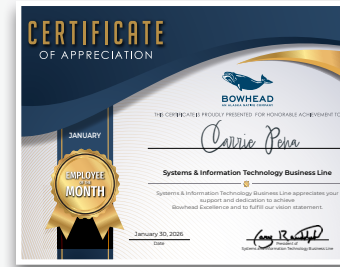 CERTIFICATE
OF APPRECIATION
BOWHEAD
AN ALASKA NATIVE COMPANY
THIS CERTIFICATE IS PROUDLY PRESENTED FOR HONORABLE ACHIEVEMENT TO
JANUARY
Carrie Pena
Systems & Information Technology Business Line
EMPLOYEE
OF THE
MONTH
Systems & Information Technology Business Line appreciates your
support and dedication to achieve
Bowhead Excellence and to fulfill our vision statement.
January 30, 2026
Date
President of
Systems & Information Technology Business Line